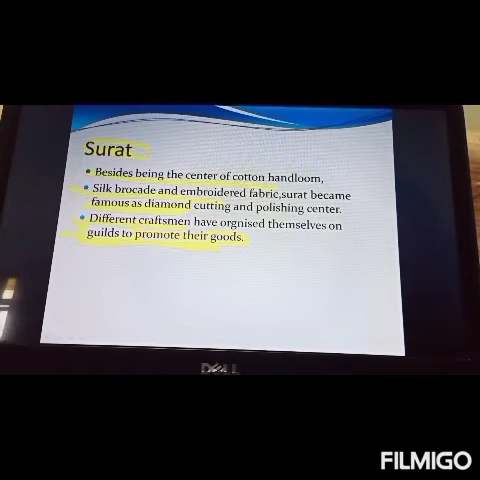 Surat
Besides being the center of cotton handloom,
Silk brocade and embroidered fabric,surat became
famous as diamond cutting and polishing center.
Different craftsmen have orgnised themselves on
guilds to promote their goods.
DELL
FILMIGO